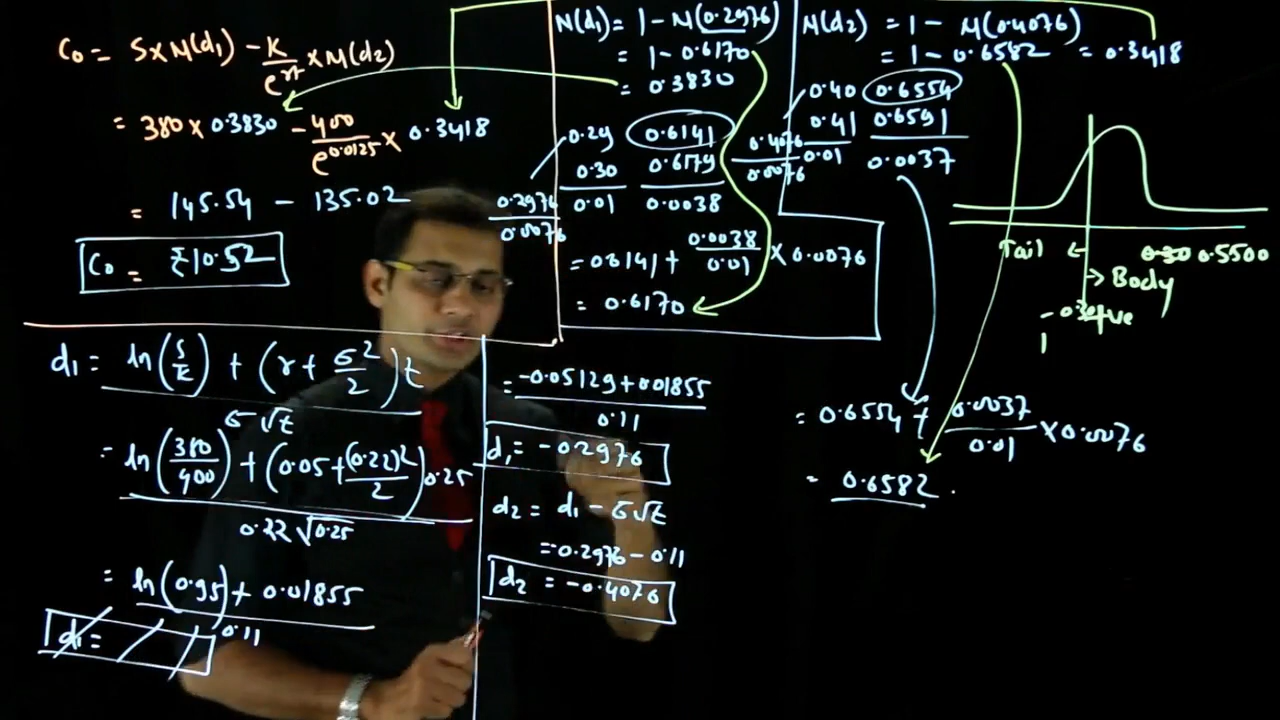 C₀ = S×N(d₁) - K/e^rt × N(d₂)
= 380 × 0.3830 - 400/e^0.0125 × 0.3418
= 145.54 - 135.02
C₀ = ₹10.52
N(d₁) = 1 - N(0.2976)
= 1 - 0.6170
= 0.3830
0.29 0.6141
0.30 0.6179
0.01 0.0038
0.2976
0.0076
= 0.6141 + 0.0038/0.01 × 0.0076
= 0.6170
N(d₂) = 1 - N(0.4076)
= 1 - 0.6582 = 0.3418
0.40 0.6554
0.41 0.6591
0.01 0.0037
0.4076
0.0076
Tail
0.5500
Body
+ve
= 0.6554 + 0.0037/0.01 × 0.0076
= 0.6582
d₁ = (ln(S/K) + (r + σ²/2)t) / σ√t
= (ln(380/400) + (0.05 + (0.22)²/2)0.25) / 0.22√0.25
= (ln(0.95) + 0.01855) / 0.11
d₁ =
= (-0.05129 + 0.01855) / 0.11
d₁ = -0.2976
d₂ = d₁ - σ√t
= -0.2976 - 0.11
d₂ = -0.4076